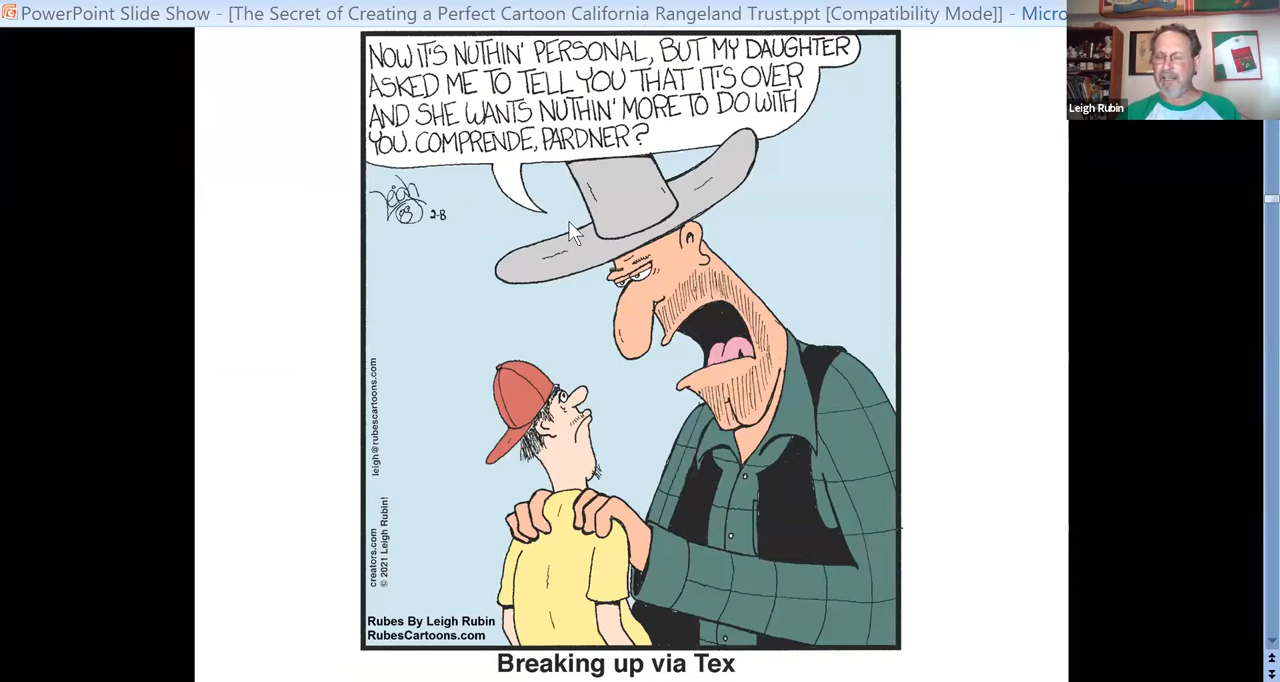 PowerPoint Slide Show - [The Secret of Creating a Perfect Cartoon California Rangeland Trust.ppt [Compatibility Mode]] - Micro
Leigh Rubin
NOW IT'S NUTHIN' PERSONAL, BUT MY DAUGHTER
ASKED ME TO TELL YOU THAT IT'S OVER
AND SHE WANTS NUTHIN' MORE TO DO WITH
YOU. COMPRENDE, PARDNER?
Leigh
2-8
creators.com leigh@rubescartoons.com
© 2021 Leigh Rubin!
Rubes By Leigh Rubin
RubesCartoons.com
Breaking up via Tex